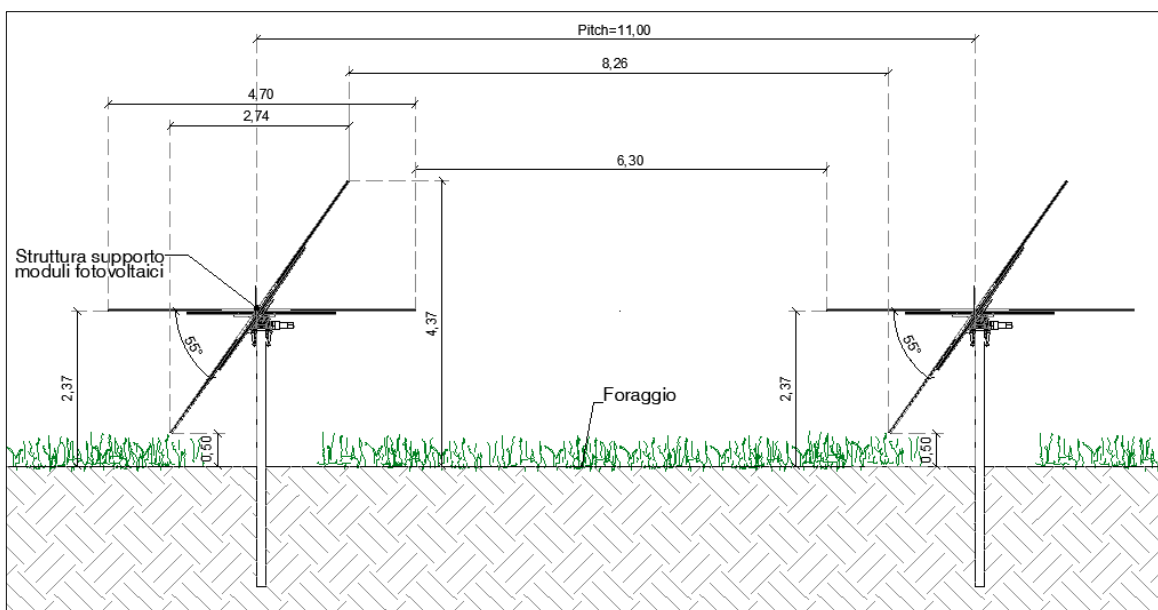 Pitch=11,00
8,26
4,70
2,74
6,30
Struttura supporto
moduli fotovoltaici
55°
55°
4,37
2,37
2,37
Foraggio
0,50
0,50